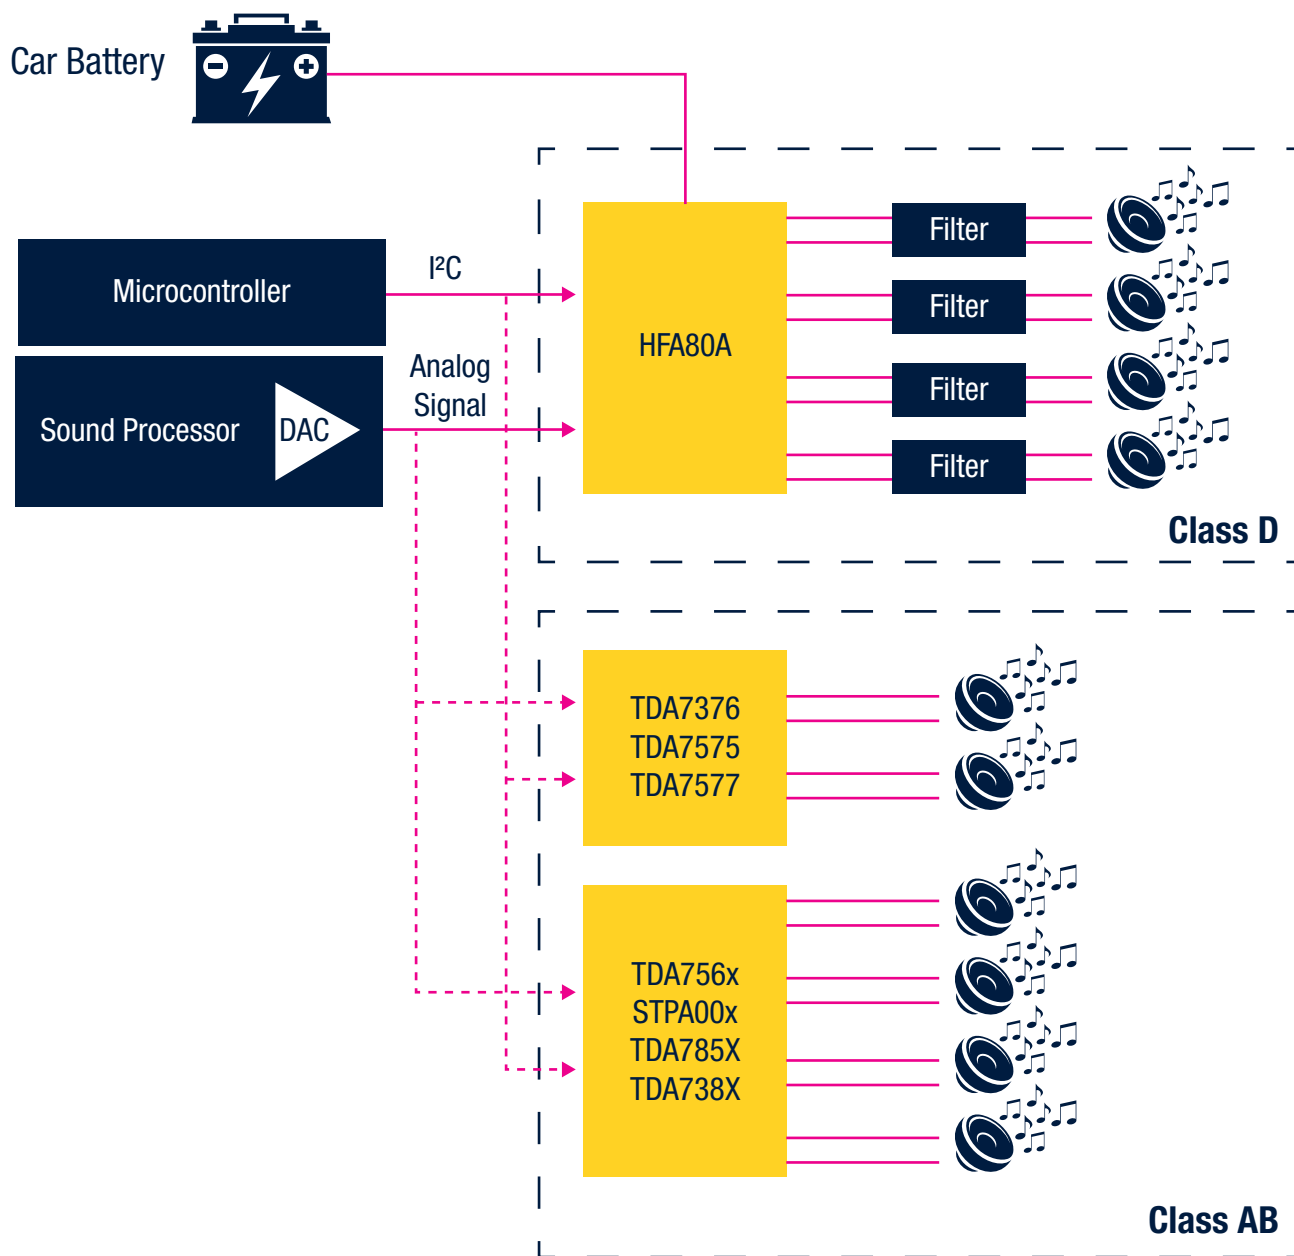 Car Battery
Microcontroller
I²C
Sound Processor
DAC
Analog
Signal
HFA80A
Filter
Filter
Filter
Filter
Class D
TDA7376
TDA7575
TDA7577
TDA756x
STPA00x
TDA785X
TDA738X
Class AB